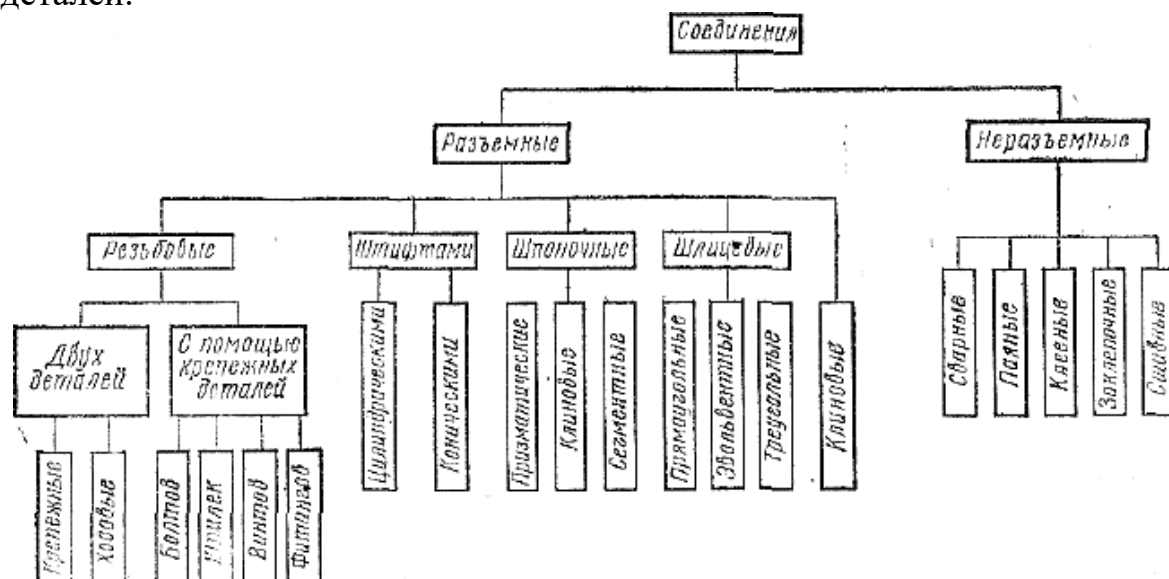 деталей.
Соединения
Разъемные
Неразъемные
Резьбовые
Штифтами
Шпоночные
Шлицевые
Двух
деталей
С помощью
крепежных
деталей
Крепежные
Ходовые
Болтов
Шпилек
Винтов
Фитингов
Цилиндрическими
Коническими
Призматические
Клиновые
Сегментные
Прямоугольные
Эвольвентные
Треугольные
Клиновые
Сварные
Паяные
Клееные
Заклепочные
Сшивные